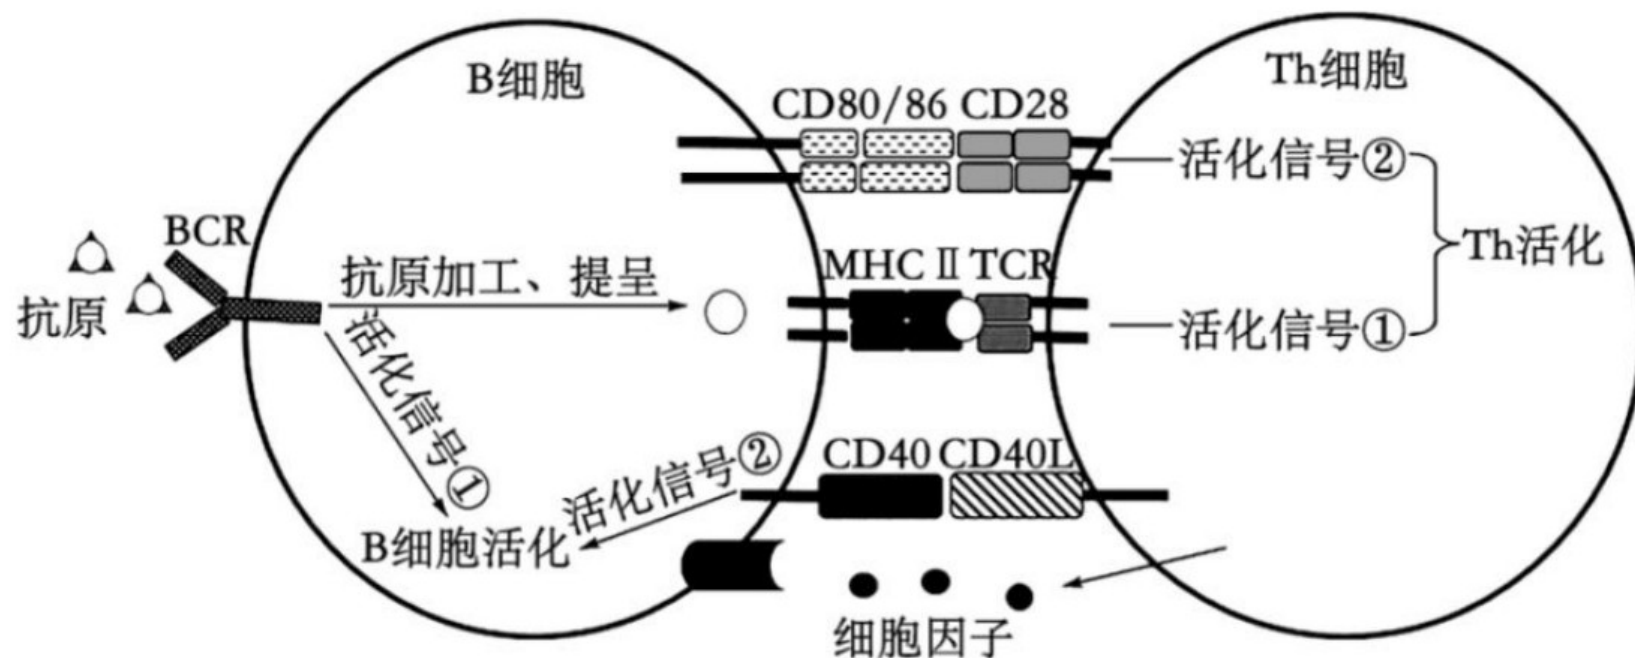 B细胞
Th细胞
CD80/86 CD28
活化信号②
BCR
Th活化
抗原加工、提呈
MHCⅡ TCR
抗原
活化信号①
活化信号①
CD40 CD40L
活化信号②
B细胞活化
细胞因子